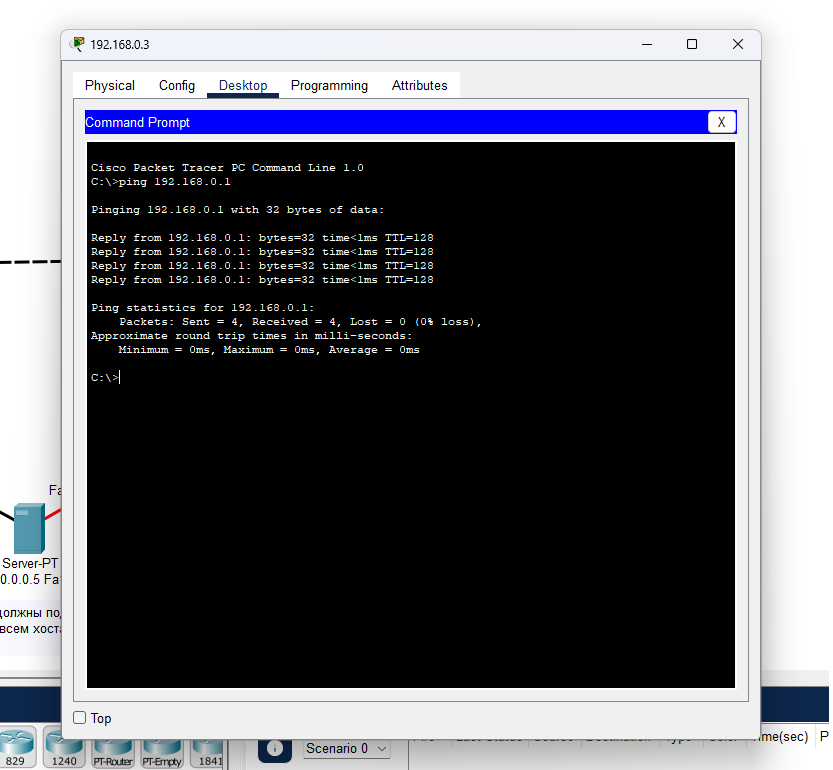 192.168.0.3
Physical Config Desktop Programming Attributes
Command Prompt X
Cisco Packet Tracer PC Command Line 1.0
C:\>ping 192.168.0.1
Pinging 192.168.0.1 with 32 bytes of data:
Reply from 192.168.0.1: bytes=32 time<1ms TTL=128
Reply from 192.168.0.1: bytes=32 time<1ms TTL=128
Reply from 192.168.0.1: bytes=32 time<1ms TTL=128
Reply from 192.168.0.1: bytes=32 time<1ms TTL=128
Ping statistics for 192.168.0.1:
Packets: Sent = 4, Received = 4, Lost = 0 (0% loss),
Approximate round trip times in milli-seconds:
Minimum = 0ms, Maximum = 0ms, Average = 0ms
C:\>
Fa
Server-PT
0.0.0.5 Fa
должны по
всем хост
Top
829 1240 PT-Router PT-Empty 1841
Scenario 0
Time(sec) P